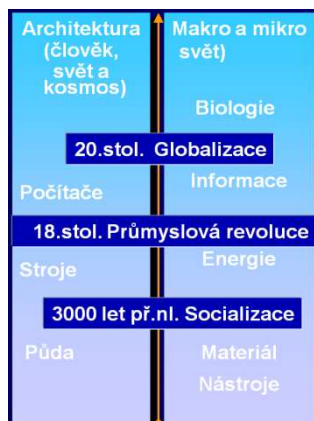 Architektura
(člověk,
svět a
kosmos)
Makro a mikro
svět)
Biologie
20.stol. Globalizace
Počítače
Informace
18.stol. Průmyslová revoluce
Stroje
Energie
3000 let př.nl. Socializace
Půda
Materiál
Nástroje